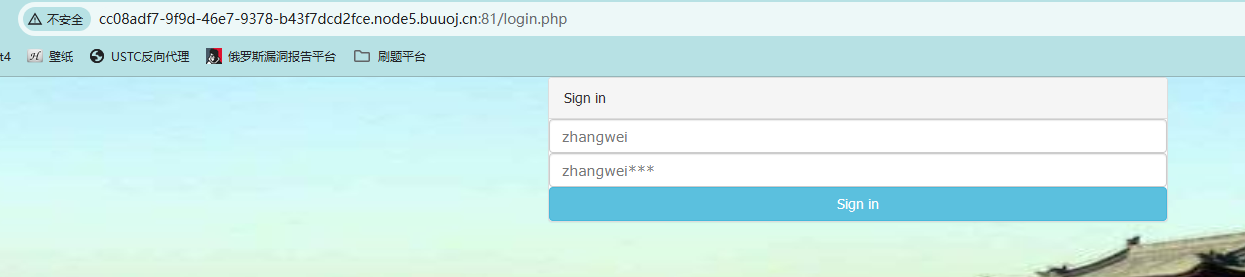 不安全 cc08adf7-9f9d-46e7-9378-b43f7dcd2fce.node5.buuoj.cn:81/login.php
t4 壁纸 USTC反向代理 俄罗斯漏洞报告平台 刷题平台
Sign in
zhangwei
zhangwei***
Sign in